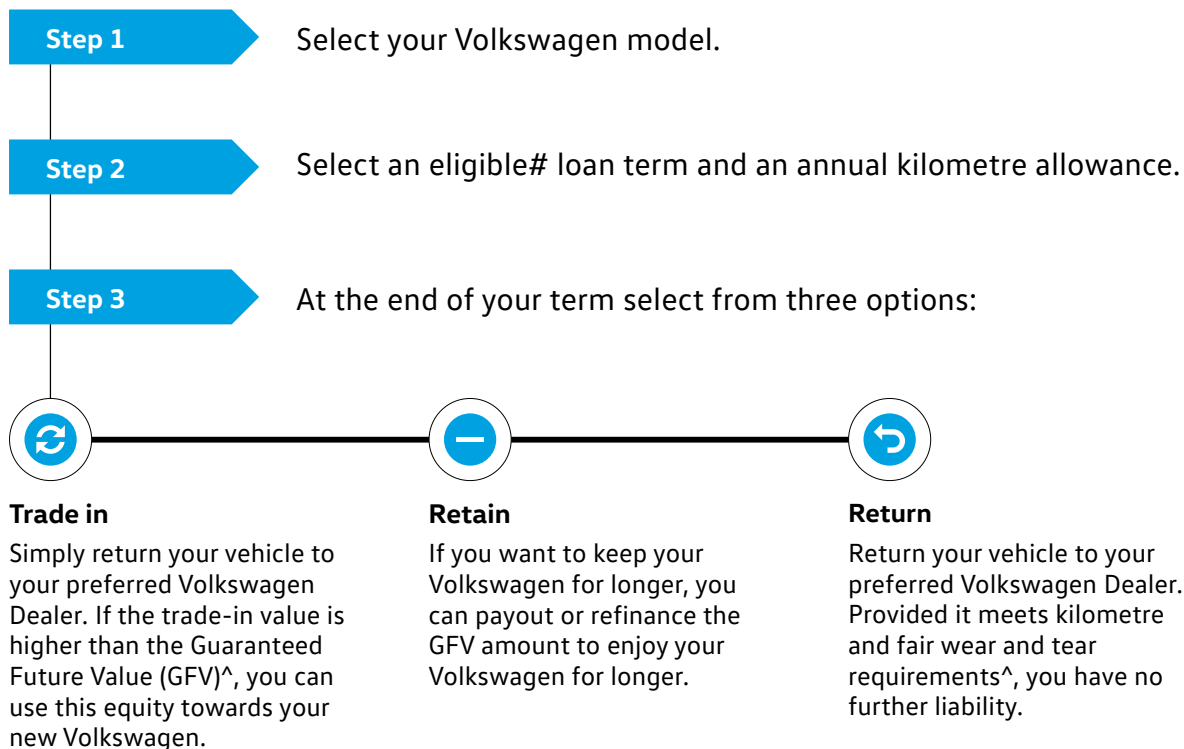 Step 1
Select your Volkswagen model.
Step 2
Select an eligible# loan term and an annual kilometre allowance.
Step 3
At the end of your term select from three options:
Trade in
Simply return your vehicle to
your preferred Volkswagen
Dealer. If the trade-in value is
higher than the Guaranteed
Future Value (GFV)^, you can
use this equity towards your
new Volkswagen.
Retain
If you want to keep your
Volkswagen for longer, you
can payout or refinance the
GFV amount to enjoy your
Volkswagen for longer.
Return
Return your vehicle to your
preferred Volkswagen Dealer.
Provided it meets kilometre
and fair wear and tear
requirements^, you have no
further liability.